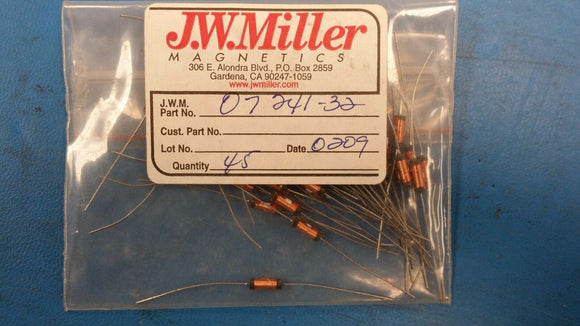 J.W.Miller
MAGNETICS
306 E. Alondra Blvd., P.O. Box 2859
Gardena, CA 90247-1059
www.jwmiller.com
J.W.M.
Part No. 07 241-32
Cust. Part No.
Lot No. Date 0209
Quantity 45